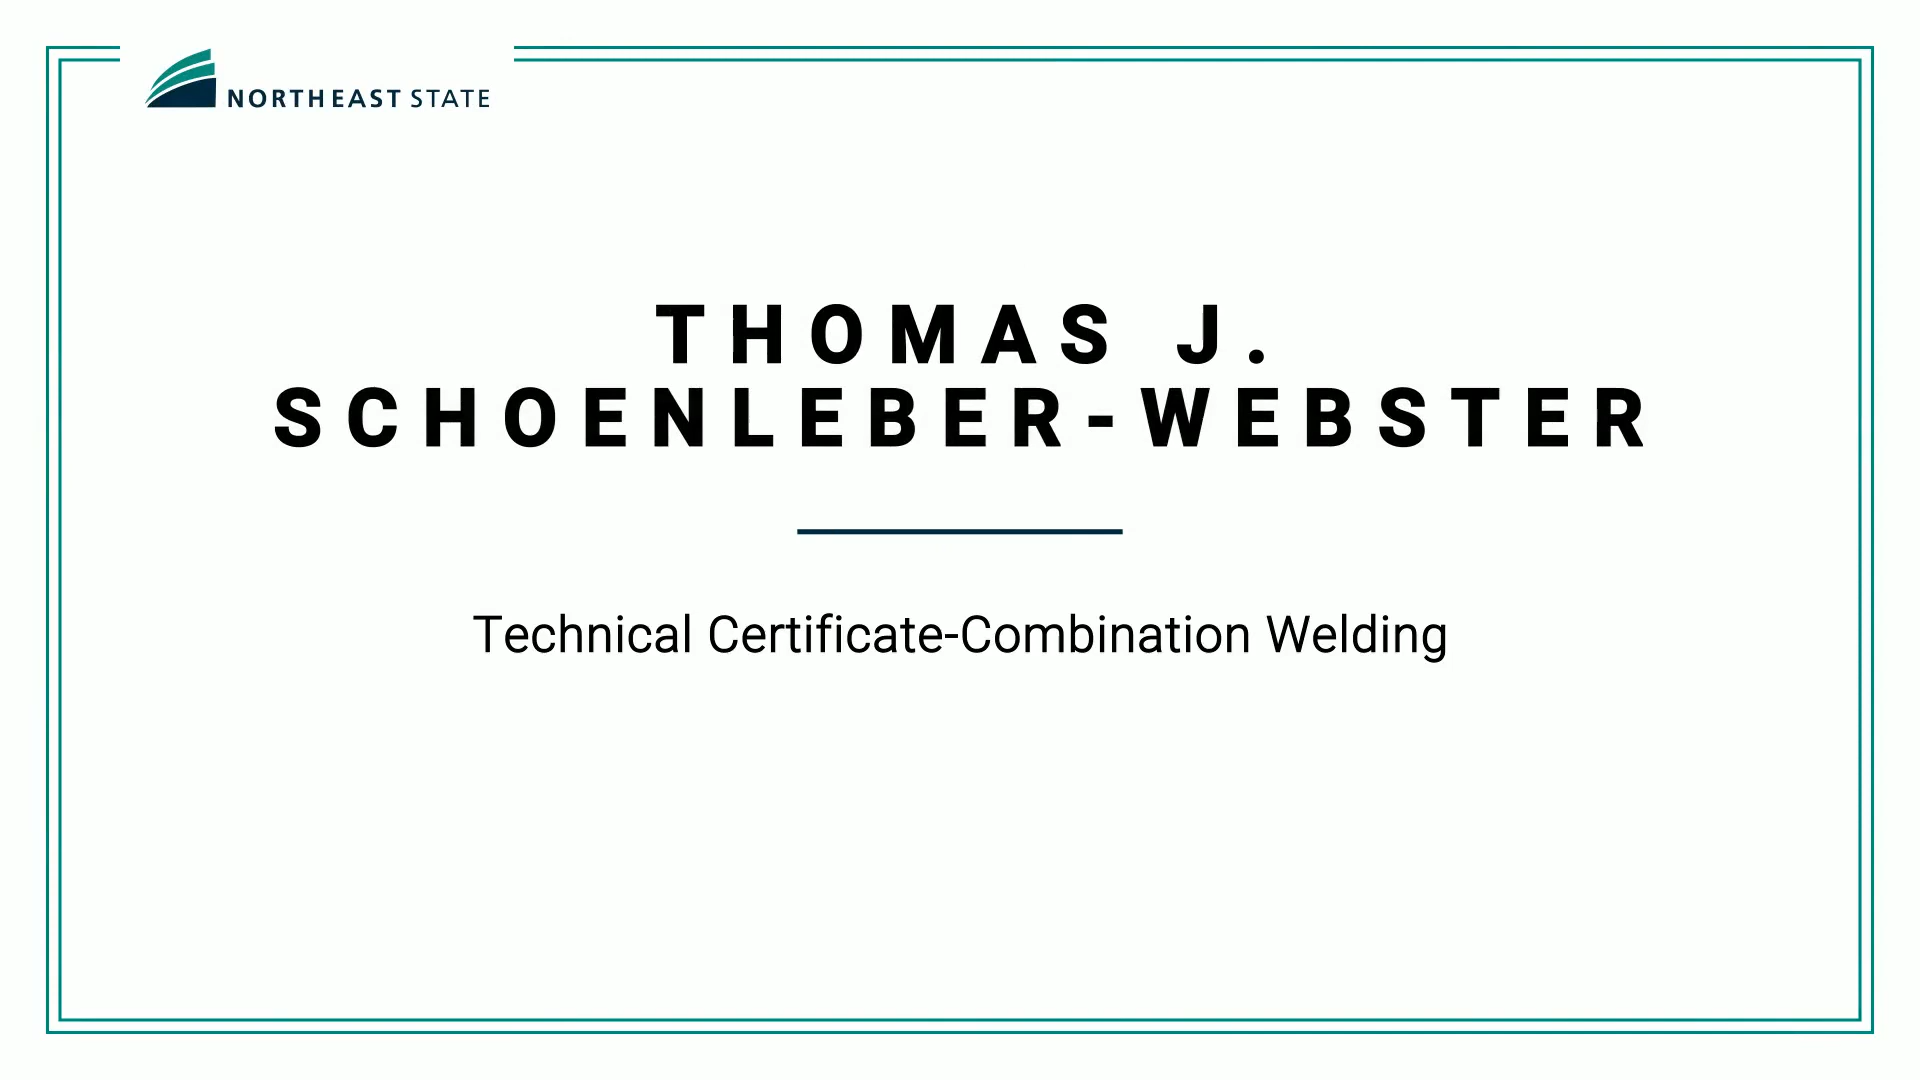 NORTHEAST STATE
THOMAS J.
SCHOENLEBER-WEBSTER
Technical Certificate-Combination Welding